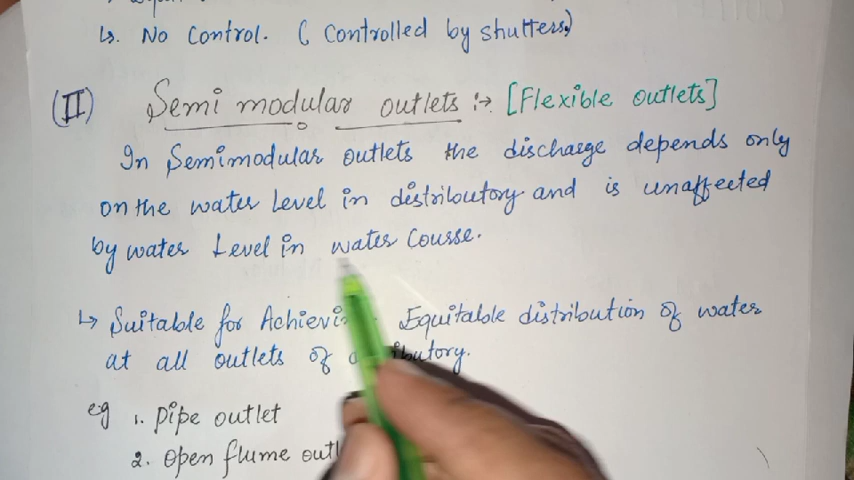 ↳. No Control. ( Controlled by shutters)
(II) Semi modular outlets :→ [Flexible outlets]
In Semimodular outlets the discharge depends only
on the water Level in distributory and is unaffected
by water Level in water Cousse.
↳ Suitable for Equitable distribution of water
at all outlets of
eg 1. Pipe outlet
2. open flume